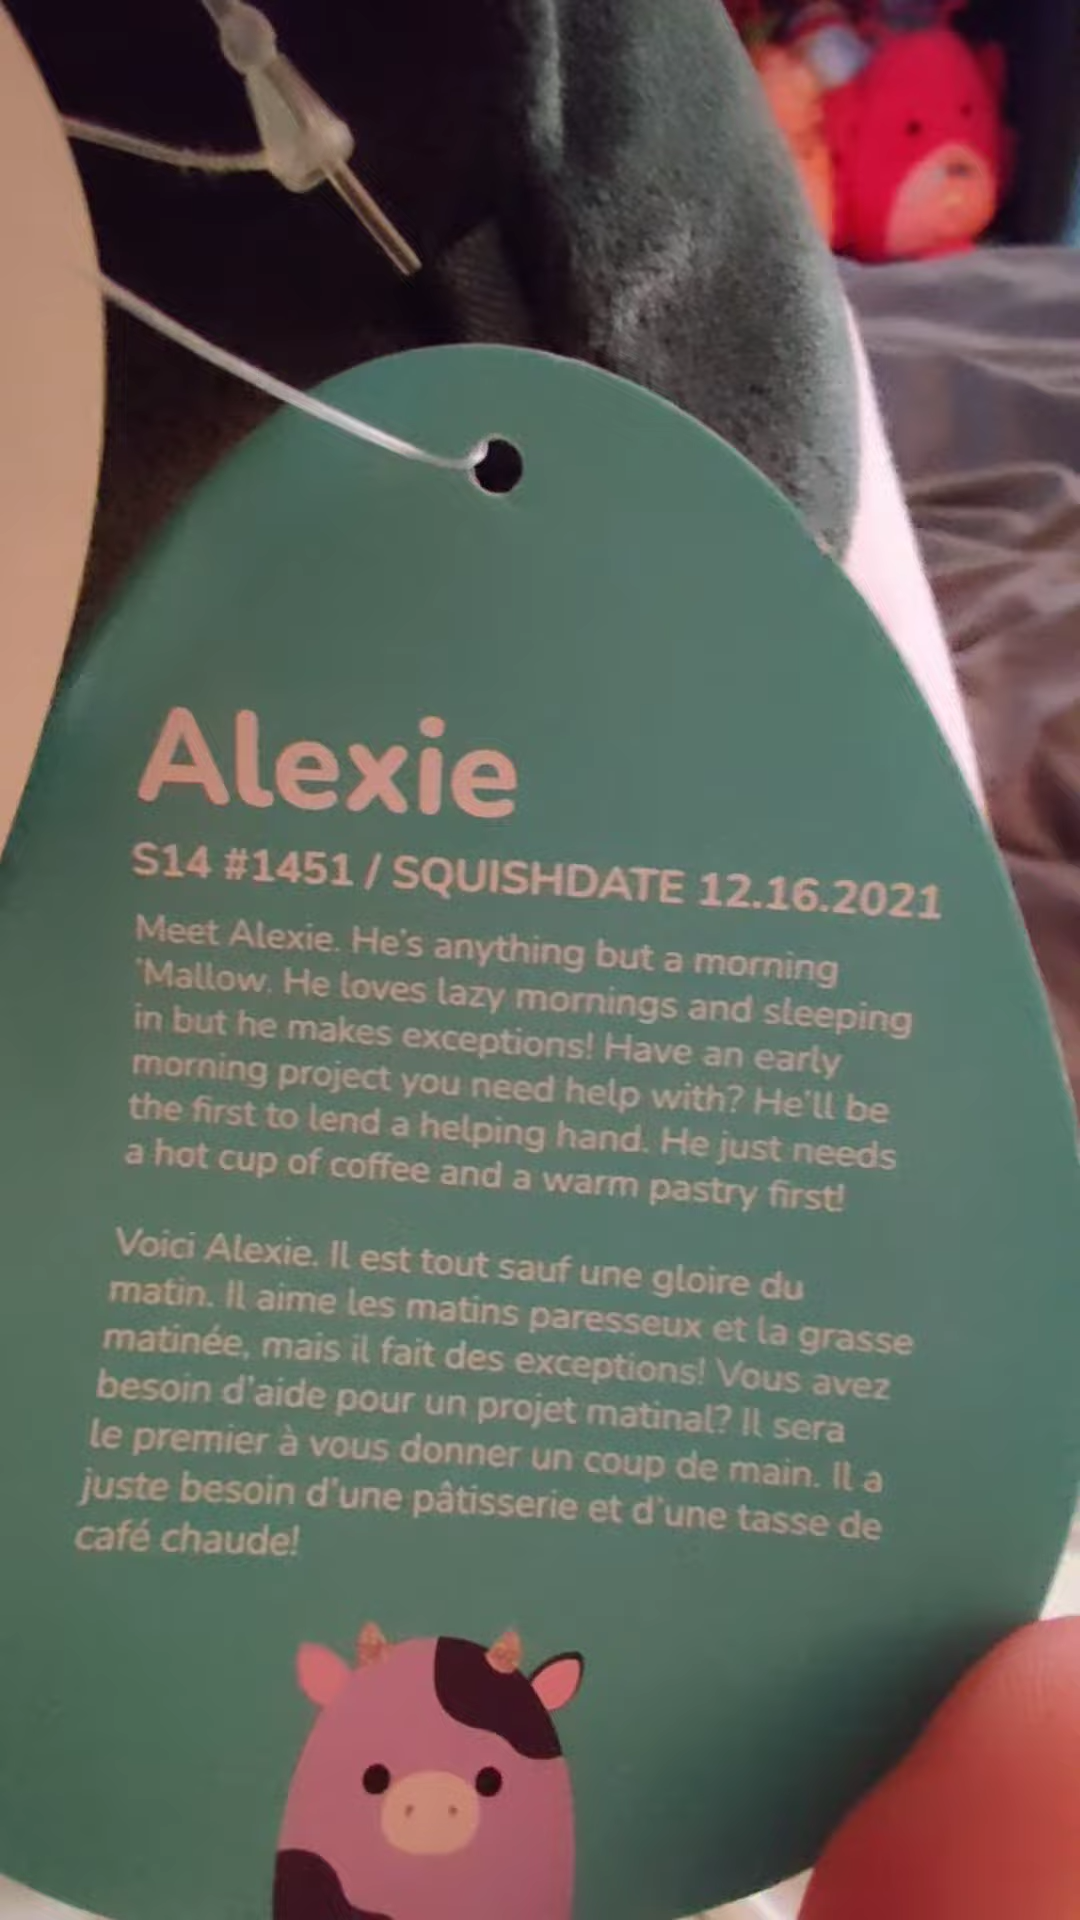 Alexie
S14 #1451 / SQUISHDATE 12.16.2021
Meet Alexie. He's anything but a morning
'Mallow. He loves lazy mornings and sleeping
in but he makes exceptions! Have an early
morning project you need help with? He'll be
the first to lend a helping hand. He just needs
a hot cup of coffee and a warm pastry first!
Voici Alexie. Il est tout sauf une gloire du
matin. Il aime les matins paresseux et la grasse
matinée, mais il fait des exceptions! Vous avez
besoin d'aide pour un projet matinal? Il sera
le premier à vous donner un coup de main. Il a
juste besoin d'une pâtisserie et d'une tasse de
café chaude!